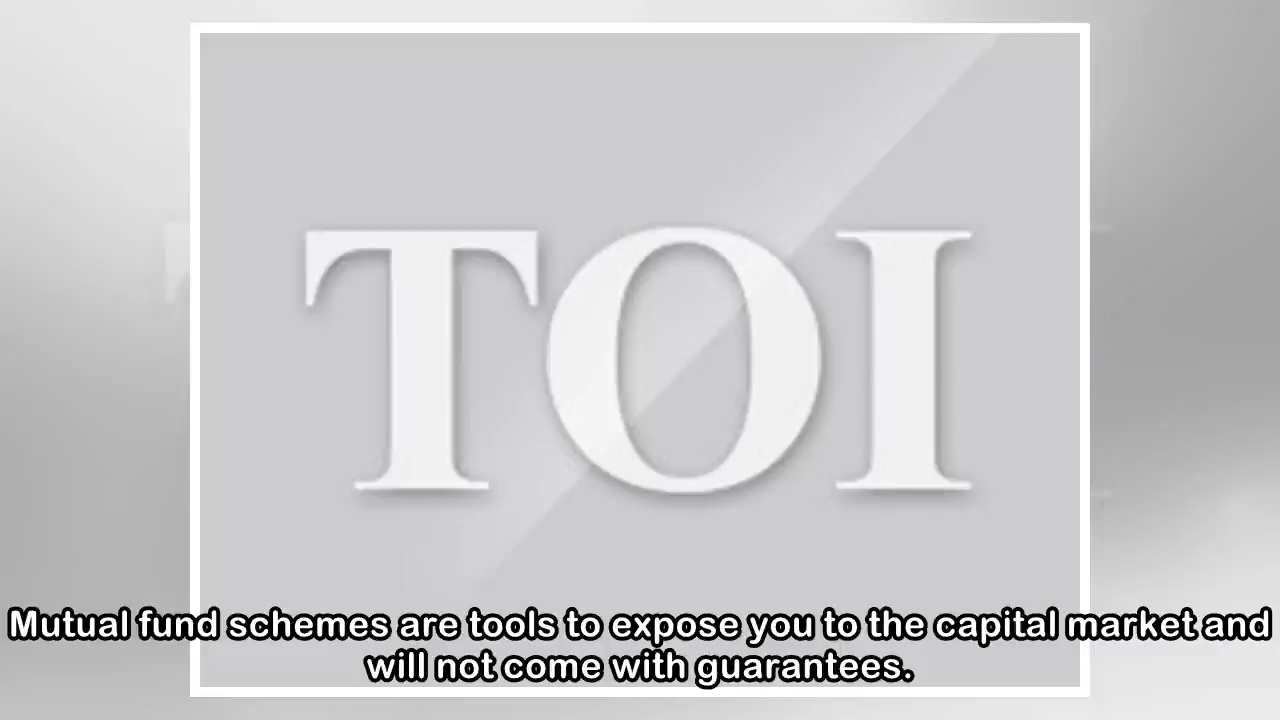 TOI
Mutual fund schemes are tools to expose you to the capital market and
will not come with guarantees.